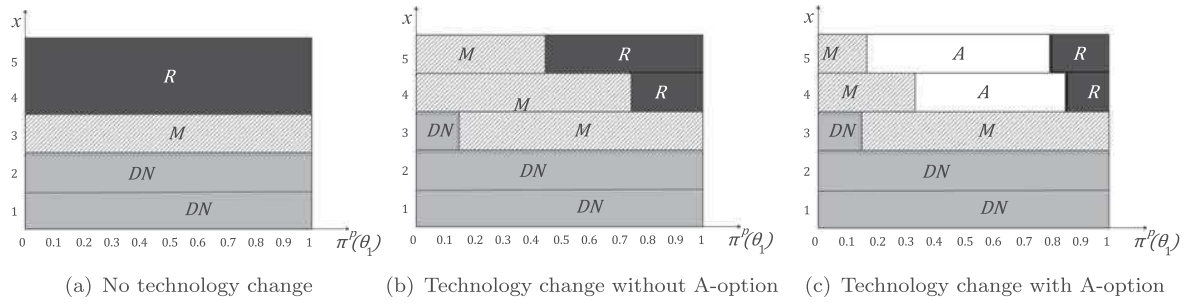 x
5
4
3
2
1
R
M
DN
DN
0 0.1 0.2 0.3 0.4 0.5 0.6 0.7 0.8 0.9 1
π^p(θ_1)
(a) No technology change
x
5
4
3
2
1
M R
M R
DN M
DN
DN
0 0.1 0.2 0.3 0.4 0.5 0.6 0.7 0.8 0.9 1
π^p(θ_1)
(b) Technology change without A-option
x
5
4
3
2
1
M A R
M A R
DN M
DN
DN
0 0.1 0.2 0.3 0.4 0.5 0.6 0.7 0.8 0.9 1
π^p(θ_1)
(c) Technology change with A-option